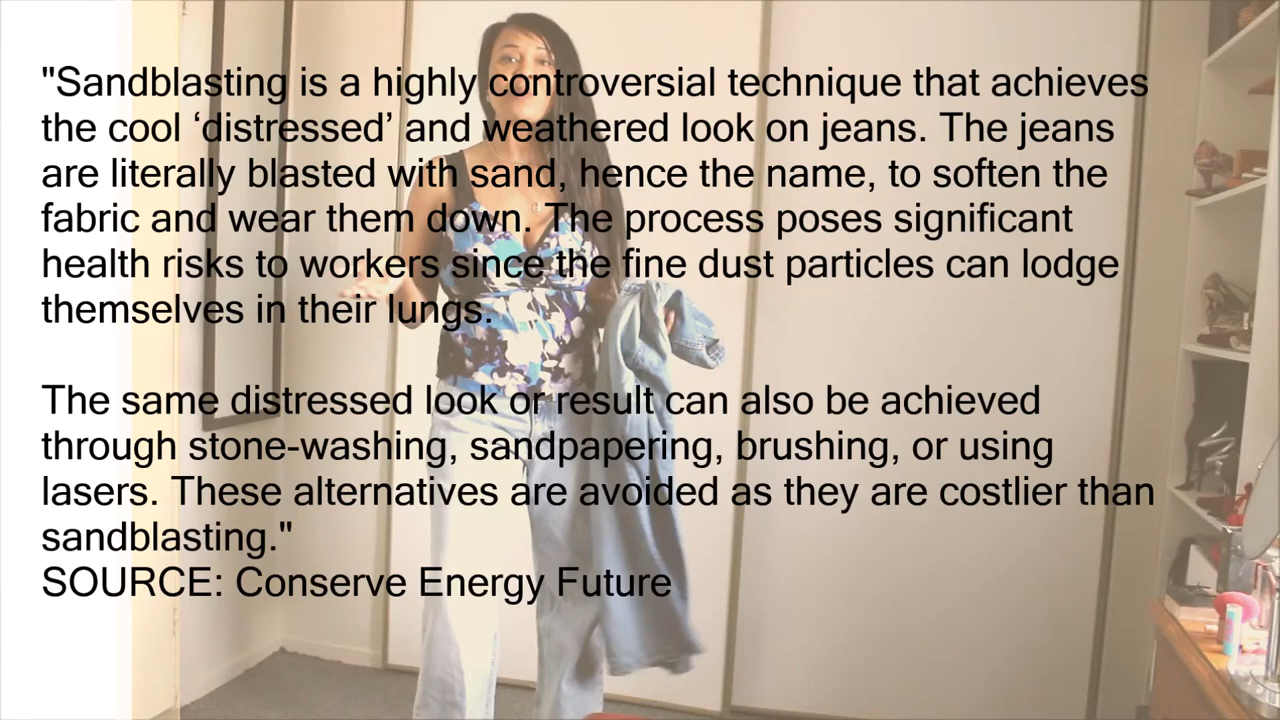 "Sandblasting is a highly controversial technique that achieves
the cool ‘distressed’ and weathered look on jeans. The jeans
are literally blasted with sand, hence the name, to soften the
fabric and wear them down. The process poses significant
health risks to workers since the fine dust particles can lodge
themselves in their lungs.
The same distressed look or result can also be achieved
through stone-washing, sandpapering, brushing, or using
lasers. These alternatives are avoided as they are costlier than
sandblasting."
SOURCE: Conserve Energy Future